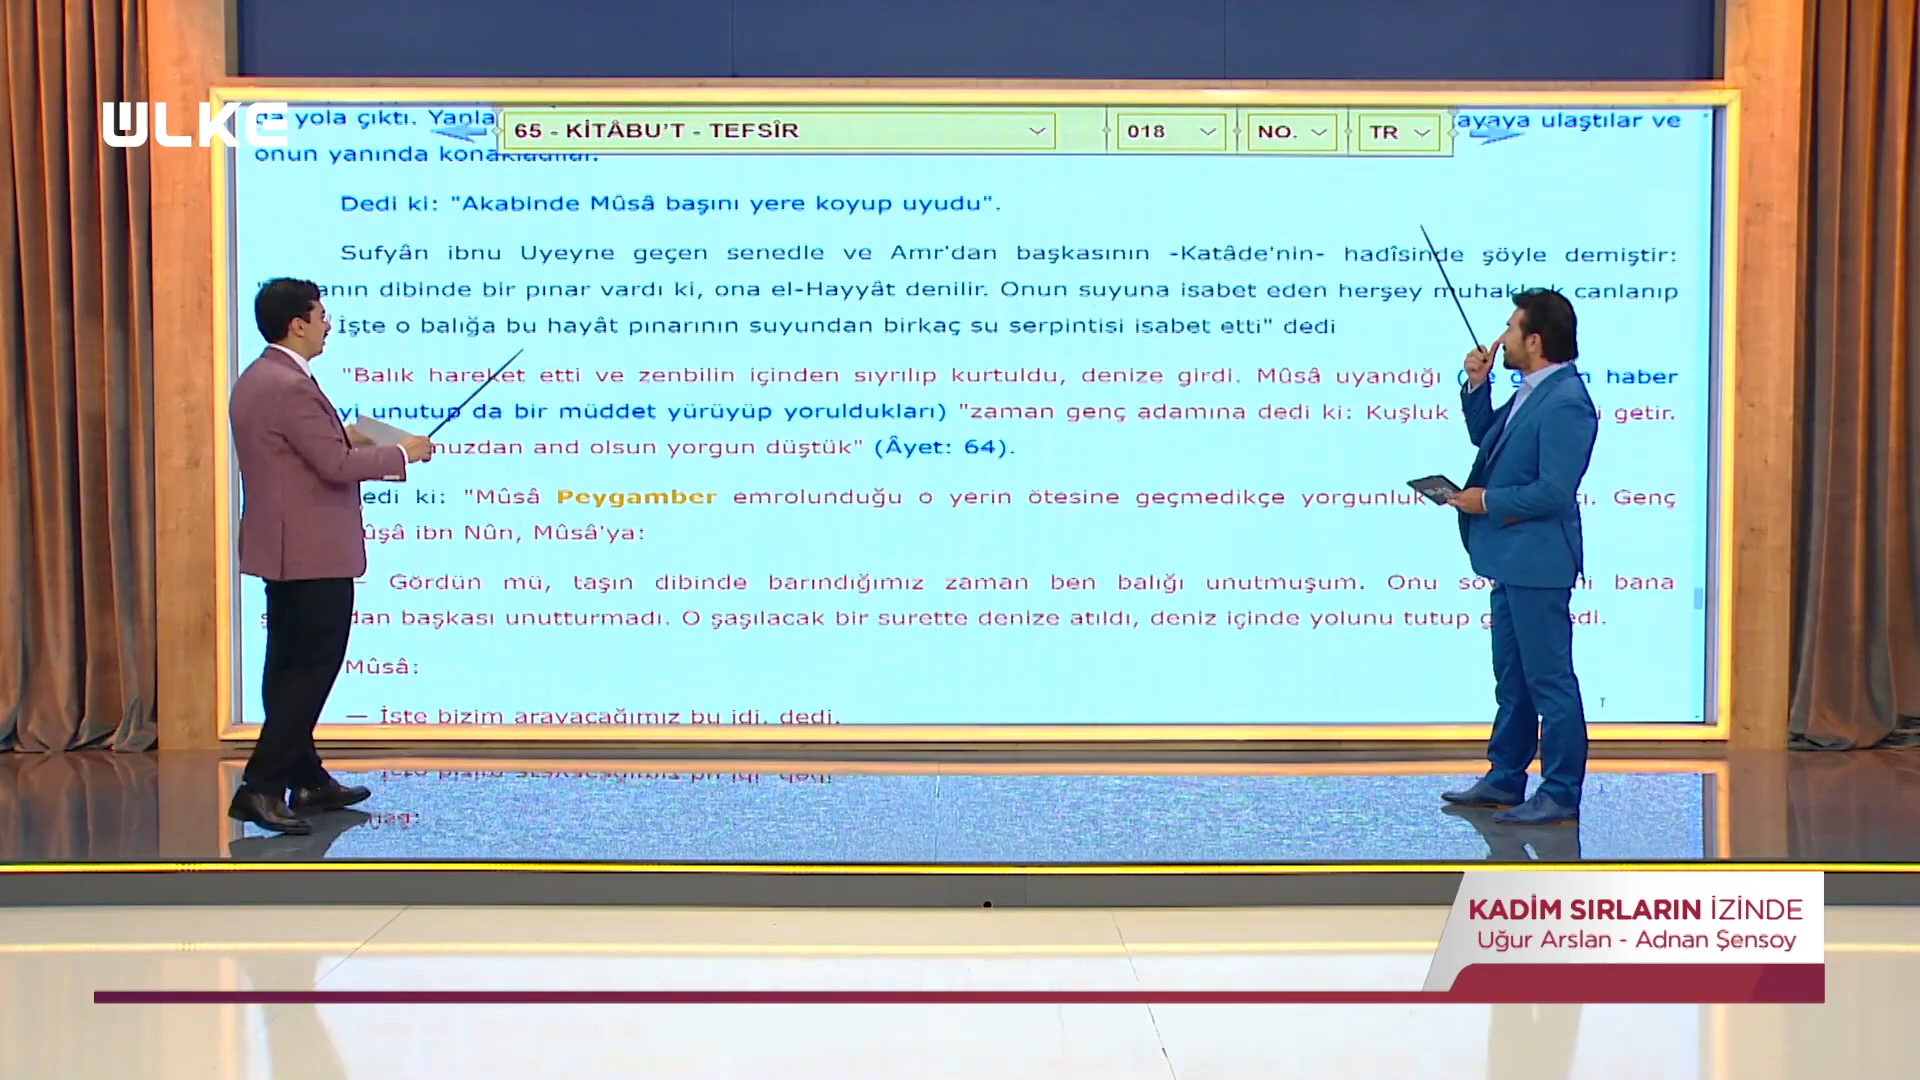 ÜLKE
da yola çıktı. Yanla
65 - KİTÂBU'T - TEFSÎR
018
NO.
TR
ayaya ulaştılar ve
onun yanında konakladılar.
Dedi ki: "Akabinde Mûsâ başını yere koyup uyudu".
Sufyân ibnu Uyeyne geçen senedle ve Amr'dan başkasının -Katâde'nin- hadîsinde şöyle demiştir:
anın dibinde bir pınar vardı ki, ona el-Hayyât denilir. Onun suyuna isabet eden herşey muhakkak canlanıp
İşte o balığa bu hayât pınarının suyundan birkaç su serpintisi isabet etti" dedi
"Balık hareket etti ve zenbilin içinden sıyrılıp kurtuldu, denize girdi. Mûsâ uyandığı haber
yi unutup da bir müddet yürüyüp yoruldukları) "zaman genç adamına dedi ki: Kuşluk i getir.
muzdan and olsun yorgun düştük" (Âyet: 64).
edi ki: "Mûsâ Peygamber emrolunduğu o yerin ötesine geçmedikçe yorgunluk ı. Genç
ûşâ ibn Nûn, Mûsâ'ya:
— Gördün mü, taşın dibinde barındığımız zaman ben balığı unutmuşum. Onu sö ni bana
dan başkası unutturmadı. O şaşılacak bir surette denize atıldı, deniz içinde yolunu tutup g edi.
Mûsâ:
— İşte bizim arayacağımız bu idi, dedi.
KADİM SIRLARIN İZİNDE
Uğur Arslan - Adnan Şensoy